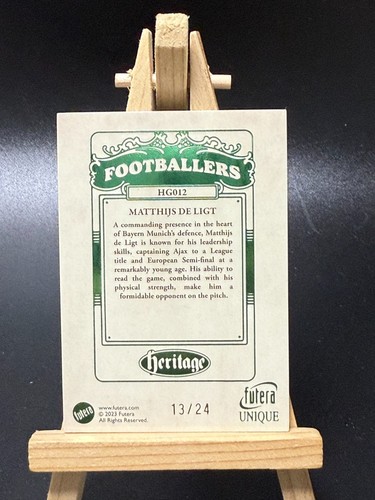 FOOTBALLERS
HG012
MATTHIJS DE LIGT
A commanding presence in the heart
of Bayern Munich's defence, Matthijs
de Ligt is known for his leadership
skills, captaining Ajax to a League
title and European Semi-final at a
remarkably young age. His ability to
read the game, combined with his
physical strength, make him a
formidable opponent on the pitch.
heritage
futera
www.futera.com
© 2023 Futera
All Rights Reserved.
13/24
futera
UNIQUE